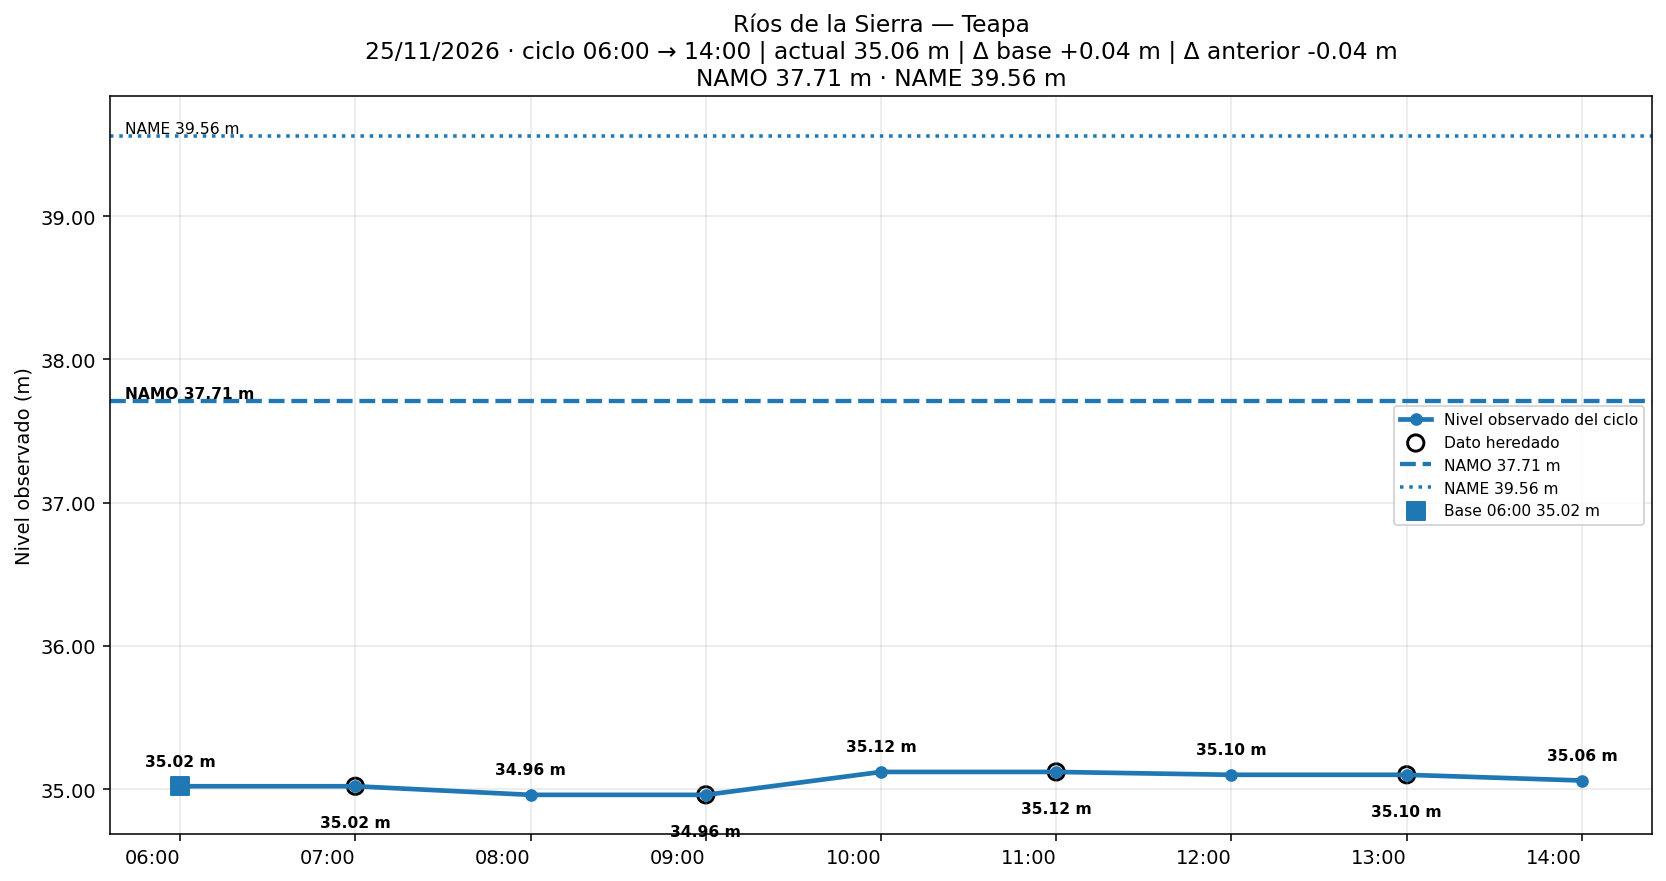 Ríos de la Sierra — Teapa
25/11/2026 · ciclo 06:00 → 14:00 | actual 35.06 m | Δ base +0.04 m | Δ anterior -0.04 m
NAMO 37.71 m · NAME 39.56 m
NAME 39.56 m
39.00
38.00
NAMO 37.71 m
Nivel observado del ciclo
Dato heredado
NAMO 37.71 m
NAME 39.56 m
Base 06:00 35.02 m
Nivel observado (m)
37.00
36.00
35.00
35.02 m
35.02 m
34.96 m
34.96 m
35.12 m
35.12 m
35.10 m
35.10 m
35.06 m
06:00
07:00
08:00
09:00
10:00
11:00
12:00
13:00
14:00